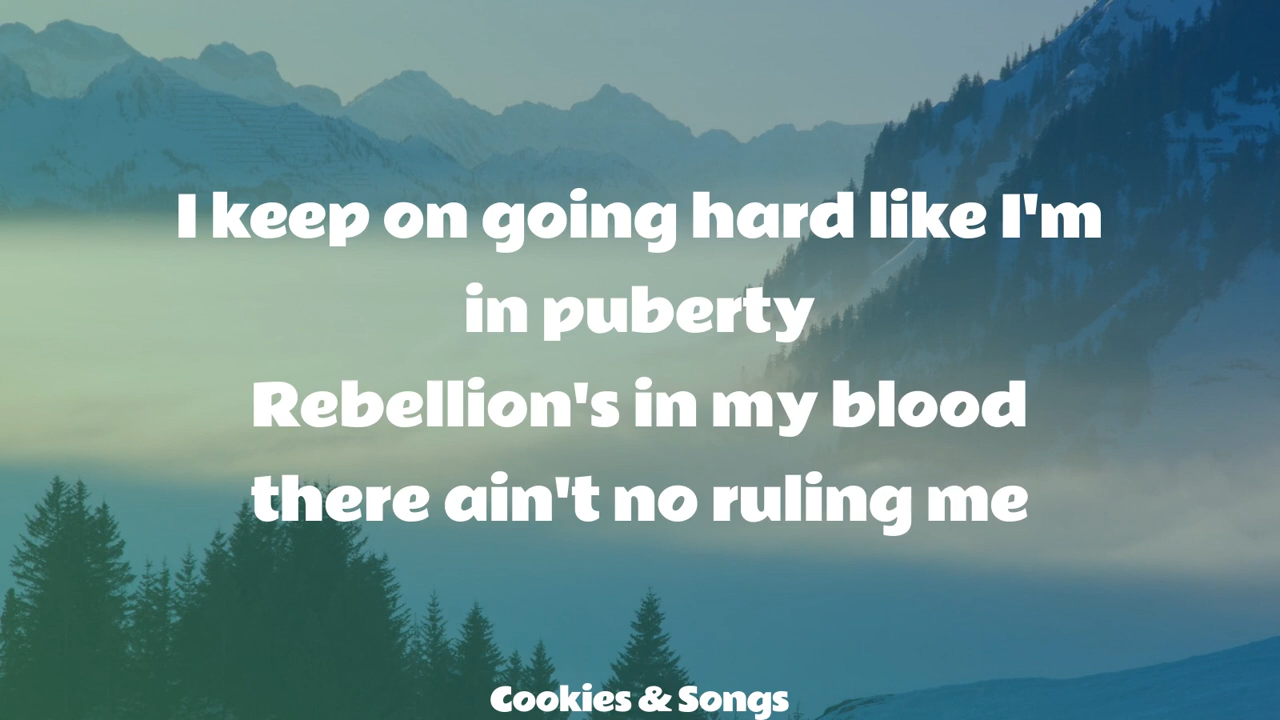 I keep on going hard like I'm
in puberty
Rebellion's in my blood
there ain't no ruling me
Cookies & Songs